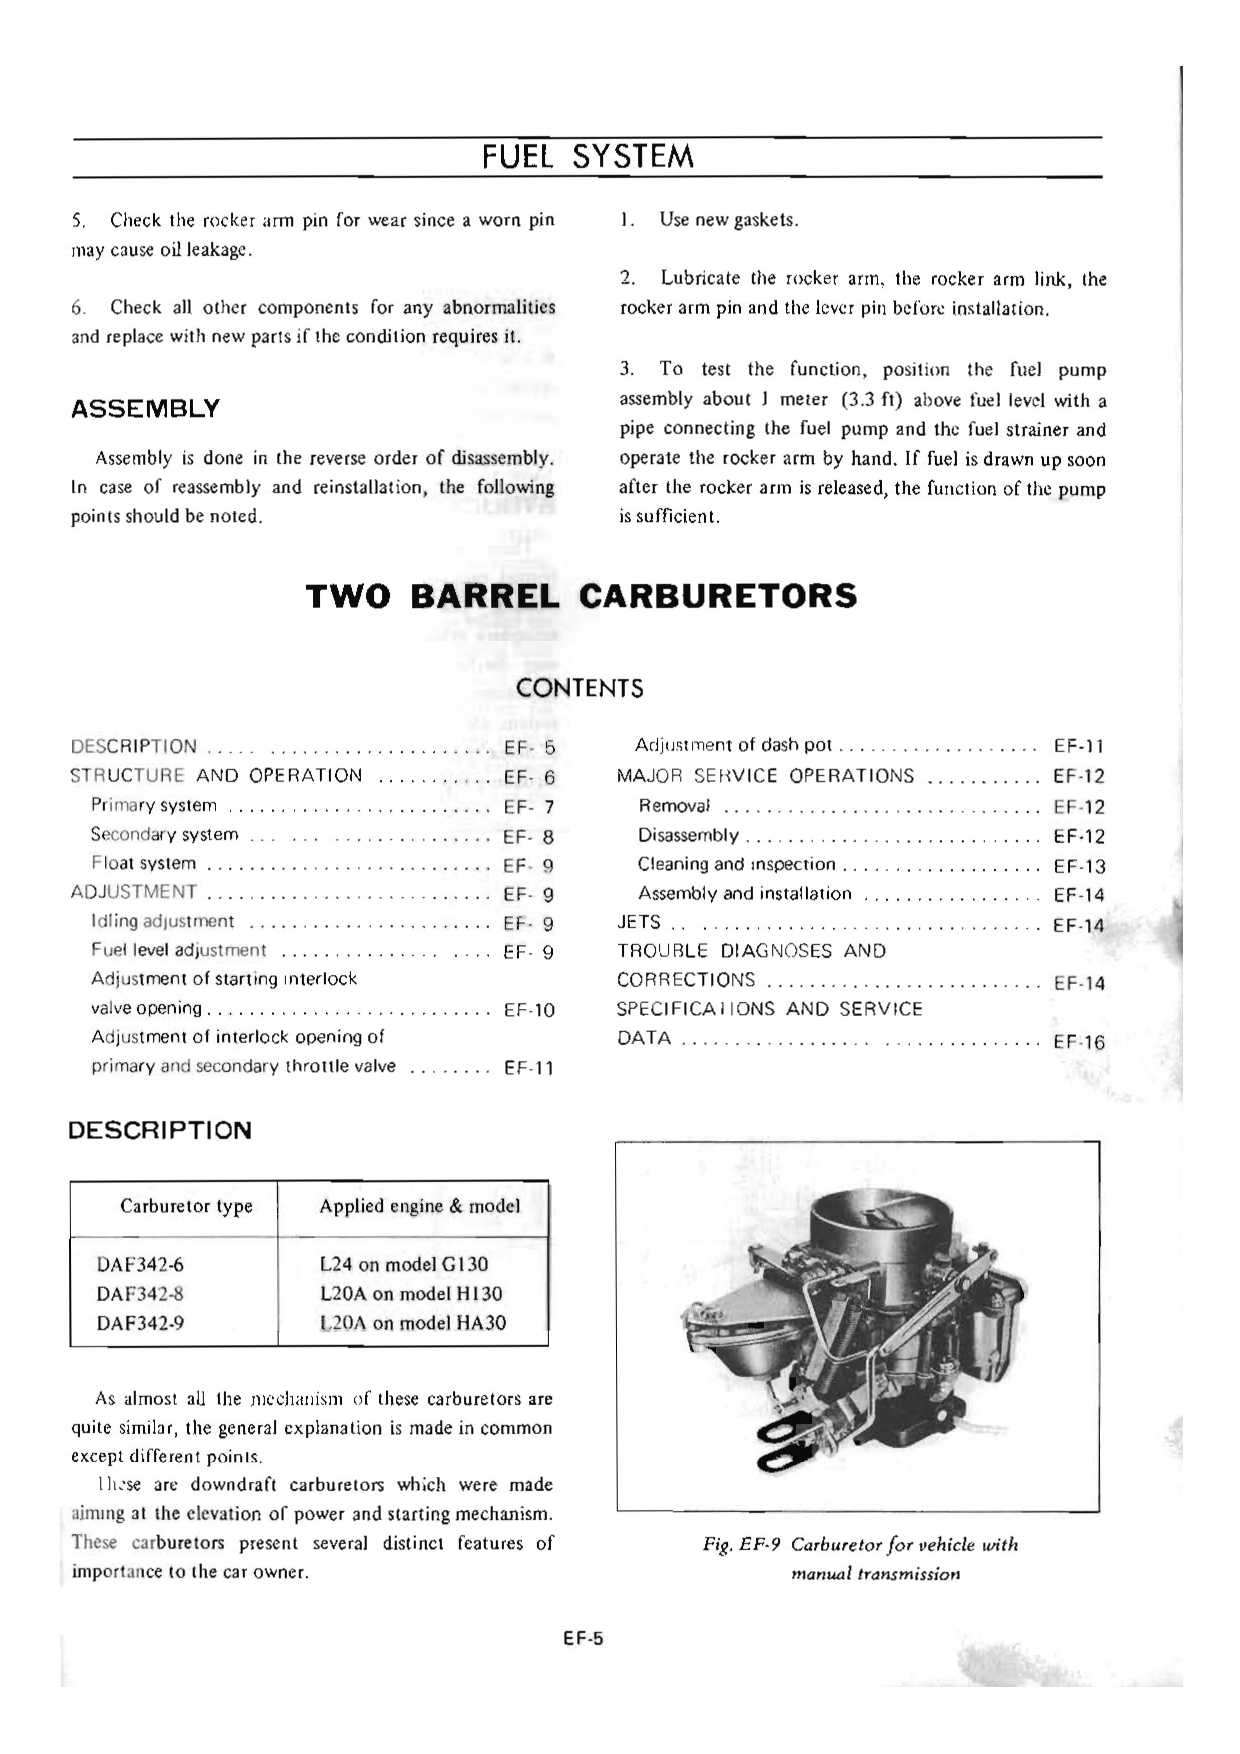 FUEL SYSTEM
5. Check the rocker arm pin for wear since a worn pin
may cause oil leakage.
6. Check all other components for any abnormalities
and replace with new parts if the condition requires it.
ASSEMBLY
Assembly is done in the reverse order of disassembly.
In case of reassembly and reinstallation, the following
points should be noted.
1. Use new gaskets.
2. Lubricate the rocker arm, the rocker arm link, the
rocker arm pin and the lever pin before installation.
3. To test the function, position the fuel pump
assembly about 1 meter (3.3 ft) above fuel level with a
pipe connecting the fuel pump and the fuel strainer and
operate the rocker arm by hand. If fuel is drawn up soon
after the rocker arm is released, the function of the pump
is sufficient.
TWO BARREL CARBURETORS
CONTENTS
DESCRIPTION ..... ..................... EF- 5
STRUCTURE AND OPERATION ........... EF- 6
Primary system ......................... EF- 7
Secondary system ... ... ............... EF- 8
Float system ........................... EF- 9
ADJUSTMENT ........................... EF- 9
Idling adjustment ....................... EF- 9
Fuel level adjustment ............... .... EF- 9
Adjustment of starting interlock
valve opening ........................... EF-10
Adjustment of interlock opening of
primary and secondary throttle valve ........ EF-11
Adjustment of dash pot ................... EF-11
MAJOR SERVICE OPERATIONS ........... EF-12
Removal .............................. EF-12
Disassembly ............................ EF-12
Cleaning and inspection ................... EF-13
Assembly and installation ................. EF-14
JETS .. ................................ EF-14
TROUBLE DIAGNOSES AND
CORRECTIONS .......................... EF-14
SPECIFICATIONS AND SERVICE
DATA .................. ............... EF-16
DESCRIPTION
Carburetor type Applied engine & model
DAF342-6 L24 on model G130
DAF342-8 L20A on model H130
DAF342-9 L20A on model HA30
As almost all the mechanism of these carburetors are
quite similar, the general explanation is made in common
except different points.
These are downdraft carburetors which were made
aiming at the elevation of power and starting mechanism.
These carburetors present several distinct features of
importance to the car owner.
Fig. EF-9 Carburetor for vehicle with
manual transmission
EF-5